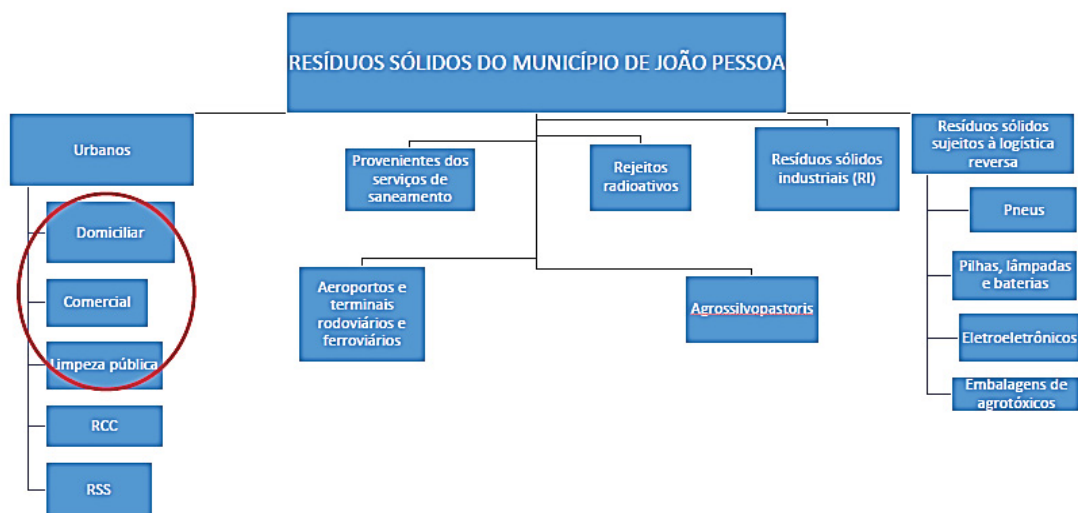 RESÍDUOS SÓLIDOS DO MUNICÍPIO DE JOÃO PESSOA
Urbanos
Domiciliar
Comercial
Limpeza pública
RCC
RSS
Provenientes dos
serviços de
saneamento
Rejeitos
radioativos
Resíduos sólidos
industriais (RI)
Aeroportos e
terminais
rodoviários e
ferroviários
Agrossilvopastoris
Resíduos sólidos
sujeitos à logística
reversa
Pneus
Pilhas, lâmpadas
e baterias
Eletroeletrônicos
Embalagens de
agrotóxicos